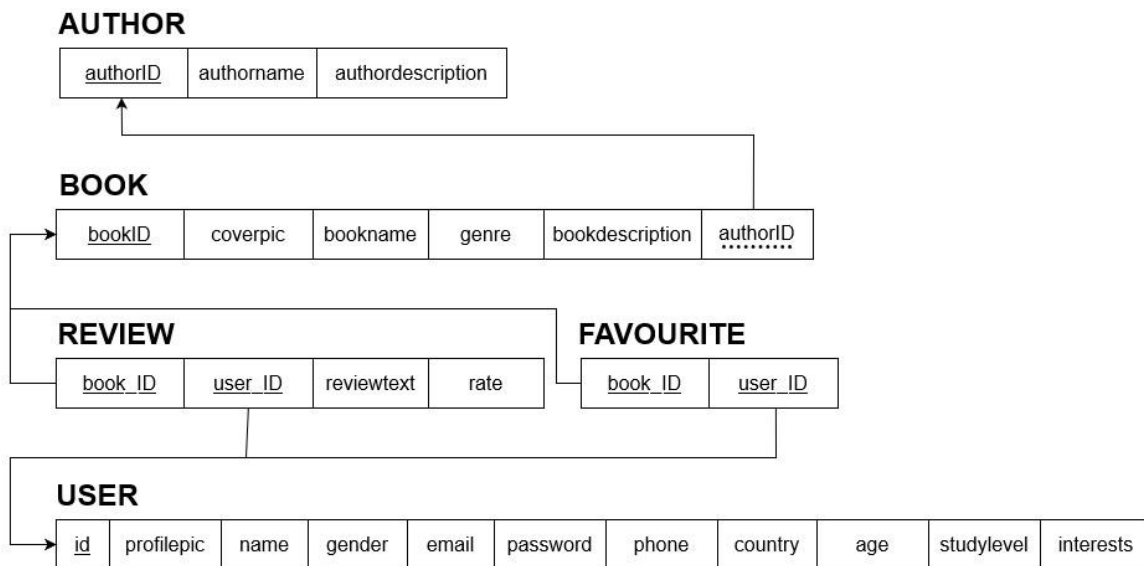 AUTHOR
authorID authorname authordescription
BOOK
bookID coverpic bookname genre bookdescription authorID
REVIEW FAVOURITE
book_ID user_ID reviewtext rate book_ID user_ID
USER
id profilepic name gender email password phone country age studylevel interests